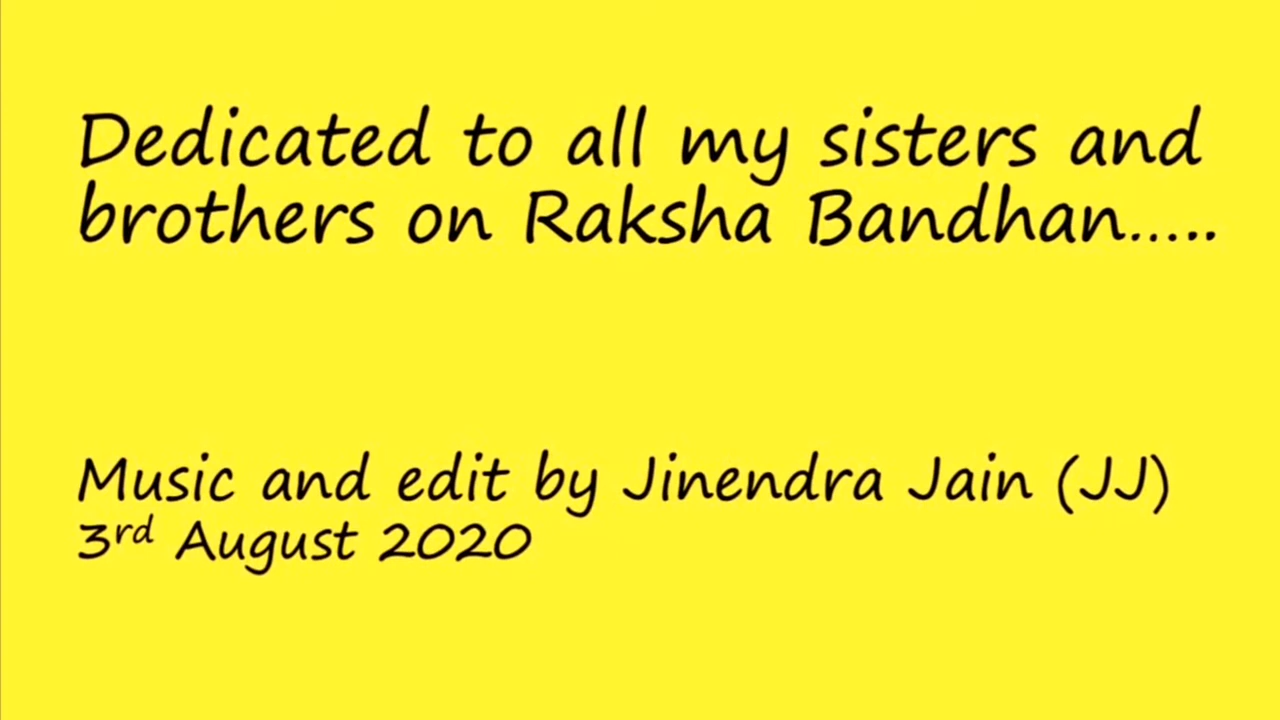 Dedicated to all my sisters and
brothers on Raksha Bandhan.....
Music and edit by Jinendra Jain (JJ)
3rd August 2020